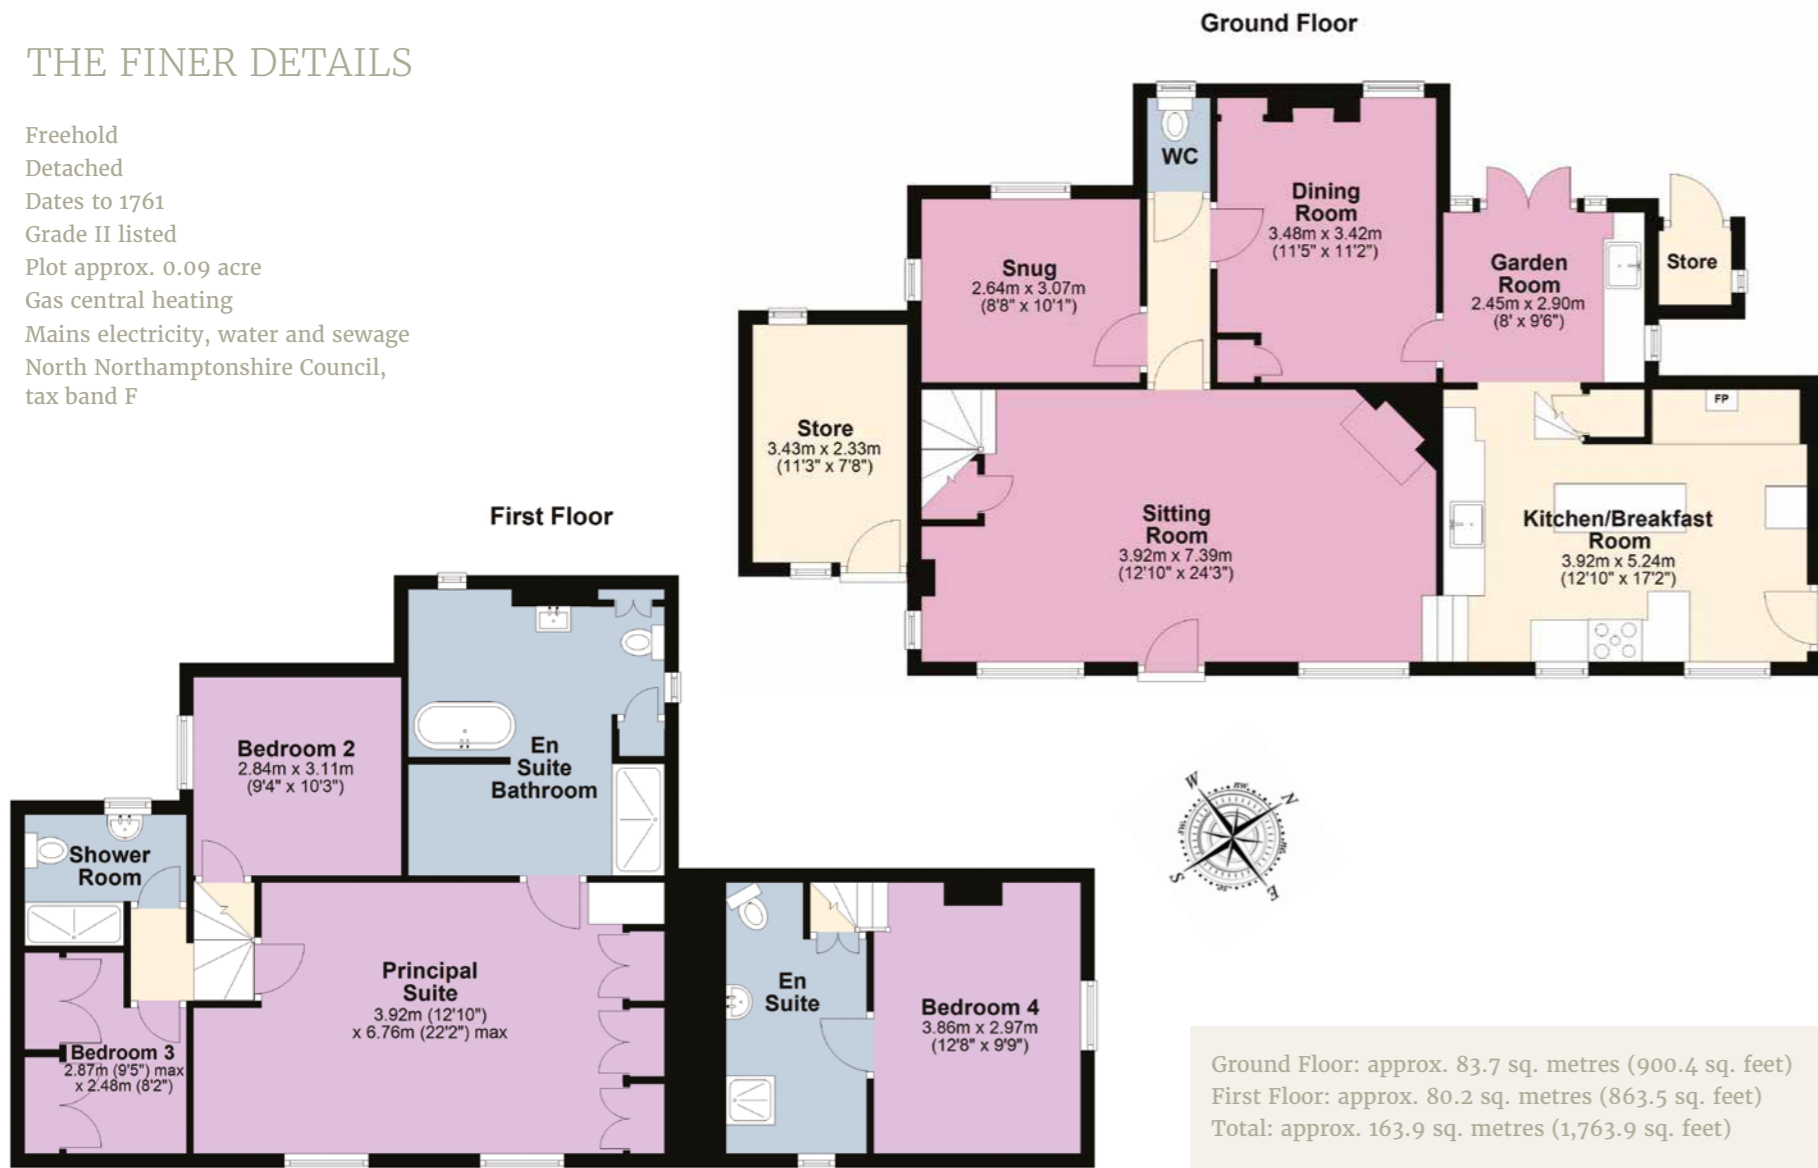 THE FINER DETAILS
Freehold
Detached
Dates to 1761
Grade II listed
Plot approx. 0.09 acre
Gas central heating
Mains electricity, water and sewage
North Northamptonshire Council,
tax band F
Ground Floor
WC
Dining
Room
3.48m x 3.42m
(11'5" x 11'2")
Snug
2.64m x 3.07m
(8'8" x 10'1")
Garden
Room
2.45m x 2.90m
(8' x 9'6")
Store
Store
3.43m x 2.33m
(11'3" x 7'8")
FP
Sitting
Room
3.92m x 7.39m
(12'10" x 24'3")
Kitchen/Breakfast
Room
3.92m x 5.24m
(12'10" x 17'2")
First Floor
Bedroom 2
2.84m x 3.11m
(9'4" x 10'3")
En
Suite
Bathroom
Shower
Room
Principal
Suite
3.92m (12'10")
x 6.76m (22'2") max
Bedroom 3
2.87m (9'5") max
x 2.48m (8'2")
En
Suite
Bedroom 4
3.86m x 2.97m
(12'8" x 9'9")
W
N
S
E
Ground Floor: approx. 83.7 sq. metres (900.4 sq. feet)
First Floor: approx. 80.2 sq. metres (863.5 sq. feet)
Total: approx. 163.9 sq. metres (1,763.9 sq. feet)